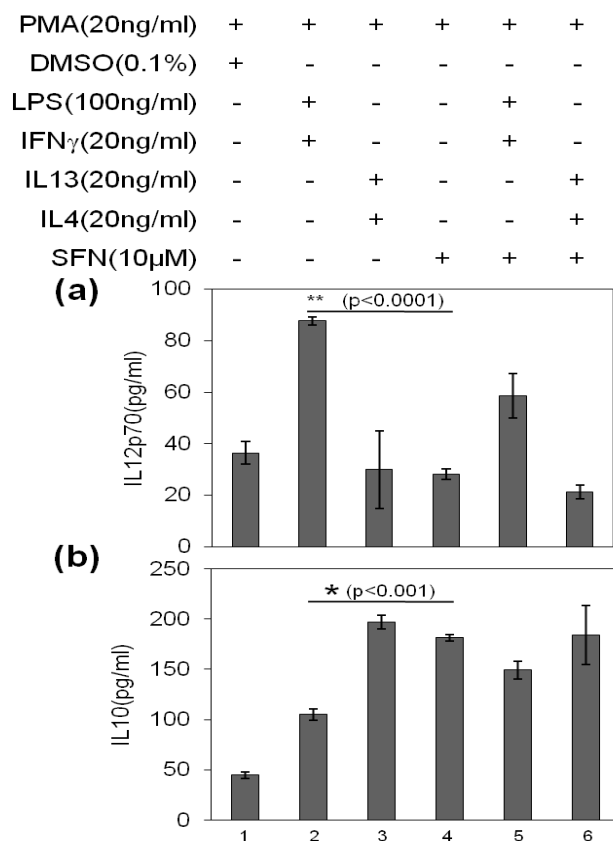 PMA(20ng/ml) + + + + + +
DMSO(0.1%) + - - - - -
LPS(100ng/ml) - + - - + -
IFNγ(20ng/ml) - + - - + -
IL13(20ng/ml) - - + - - +
IL4(20ng/ml) - - + - - +
SFN(10µM) - - - + + +
(a)
** (p<0.0001)
IL12p70(pg/ml)
100
80
60
40
20
0
(b)
* (p<0.001)
IL10(pg/ml)
250
200
150
100
50
0
1 2 3 4 5 6